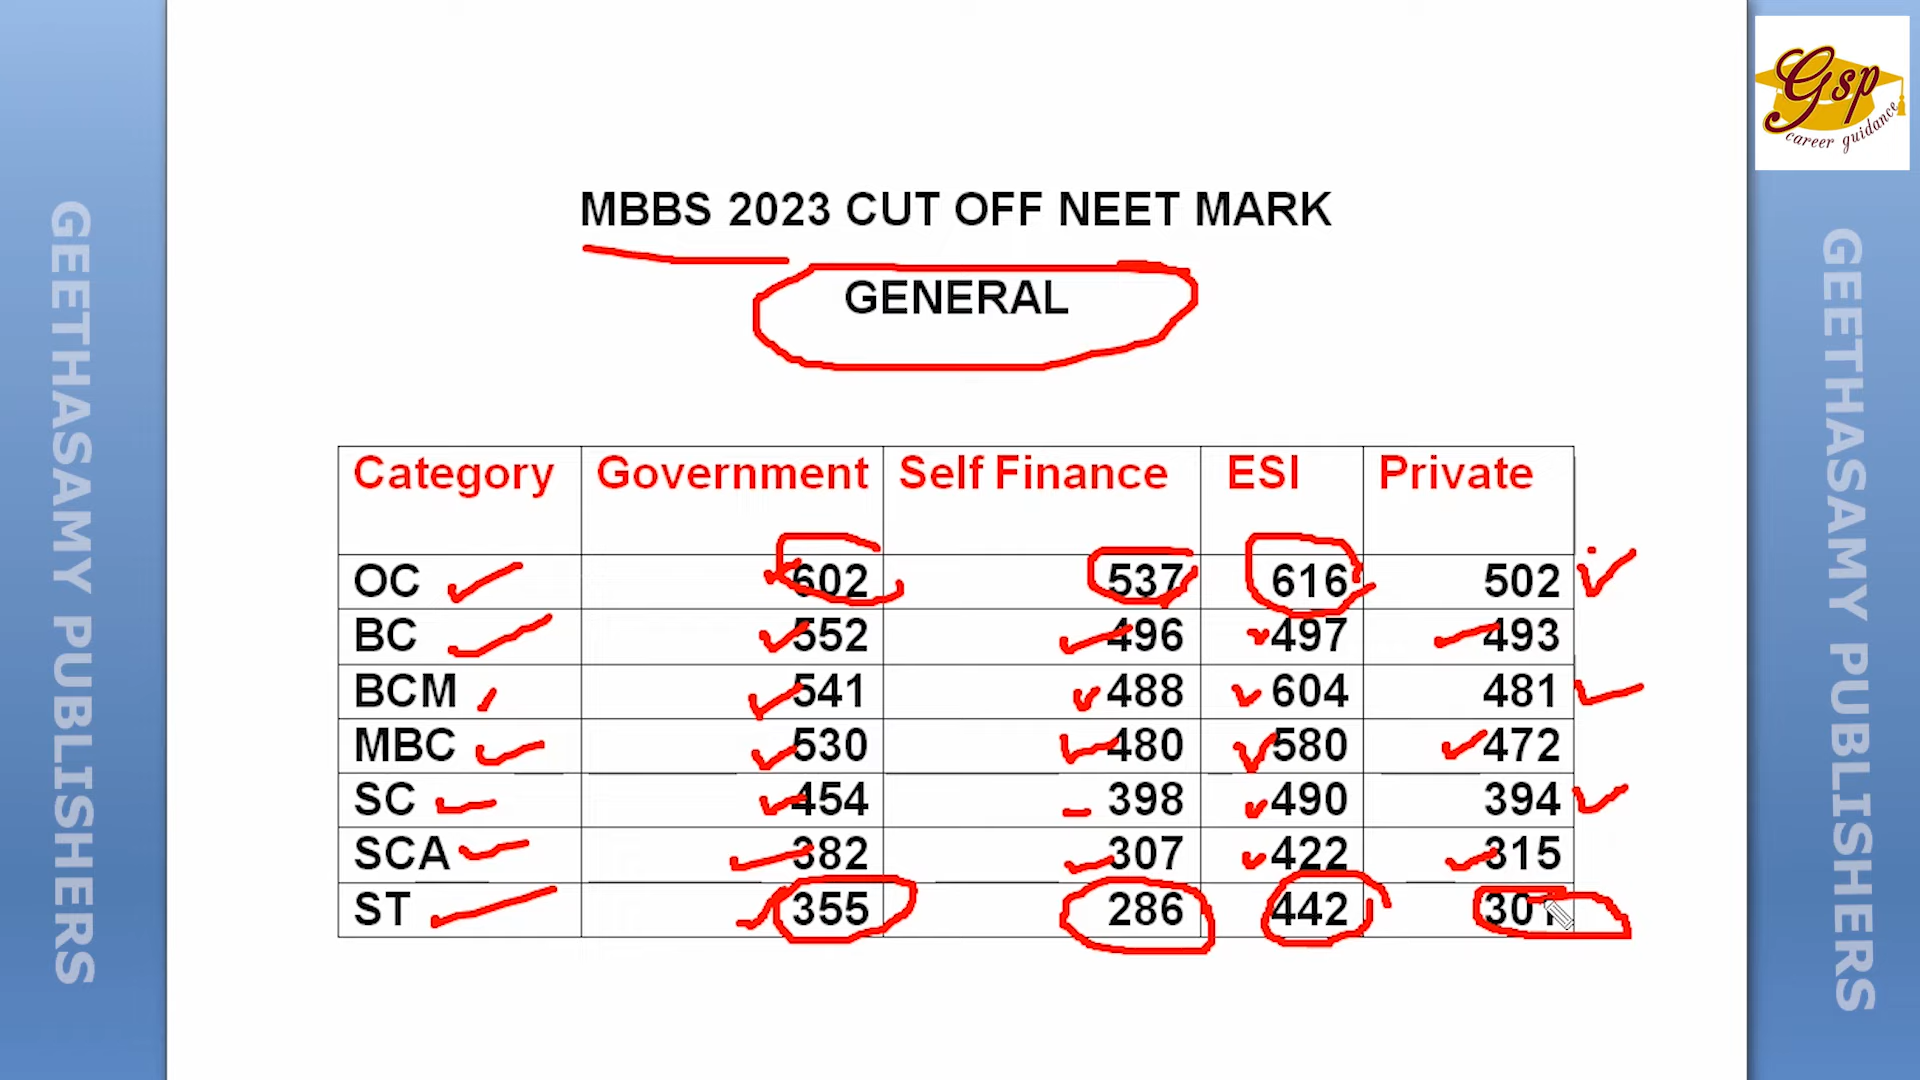 Gsp
career guidance
GEETHASAMY PUBLISHERS
GEETHASAMY PUBLISHERS
MBBS 2023 CUT OFF NEET MARK
GENERAL
Category Government Self Finance ESI Private
OC 602 537 616 502
BC 552 496 497 493
BCM 541 488 604 481
MBC 530 480 580 472
SC 454 398 490 394
SCA 382 307 422 315
ST 355 286 442 301